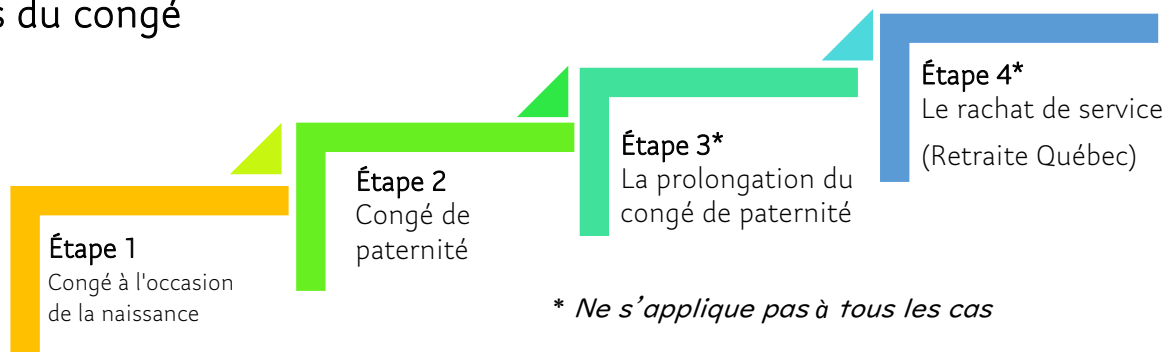 s du congé
Étape 1
Congé à l'occasion
de la naissance
Étape 2
Congé de
paternité
Étape 3*
La prolongation du
congé de paternité
Étape 4*
Le rachat de service
(Retraite Québec)
* Ne s'applique pas à tous les cas